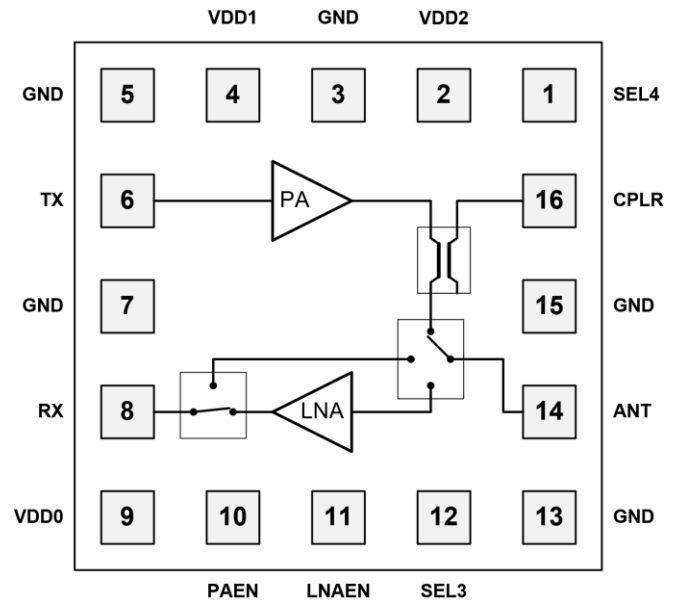 VDD1 GND VDD2
GND 5 4 3 2 1 SEL4
TX 6 PA 16 CPLR
GND 7 15 GND
RX 8 LNA 14 ANT
VDD0 9 10 11 12 13 GND
PAEN LNAEN SEL3